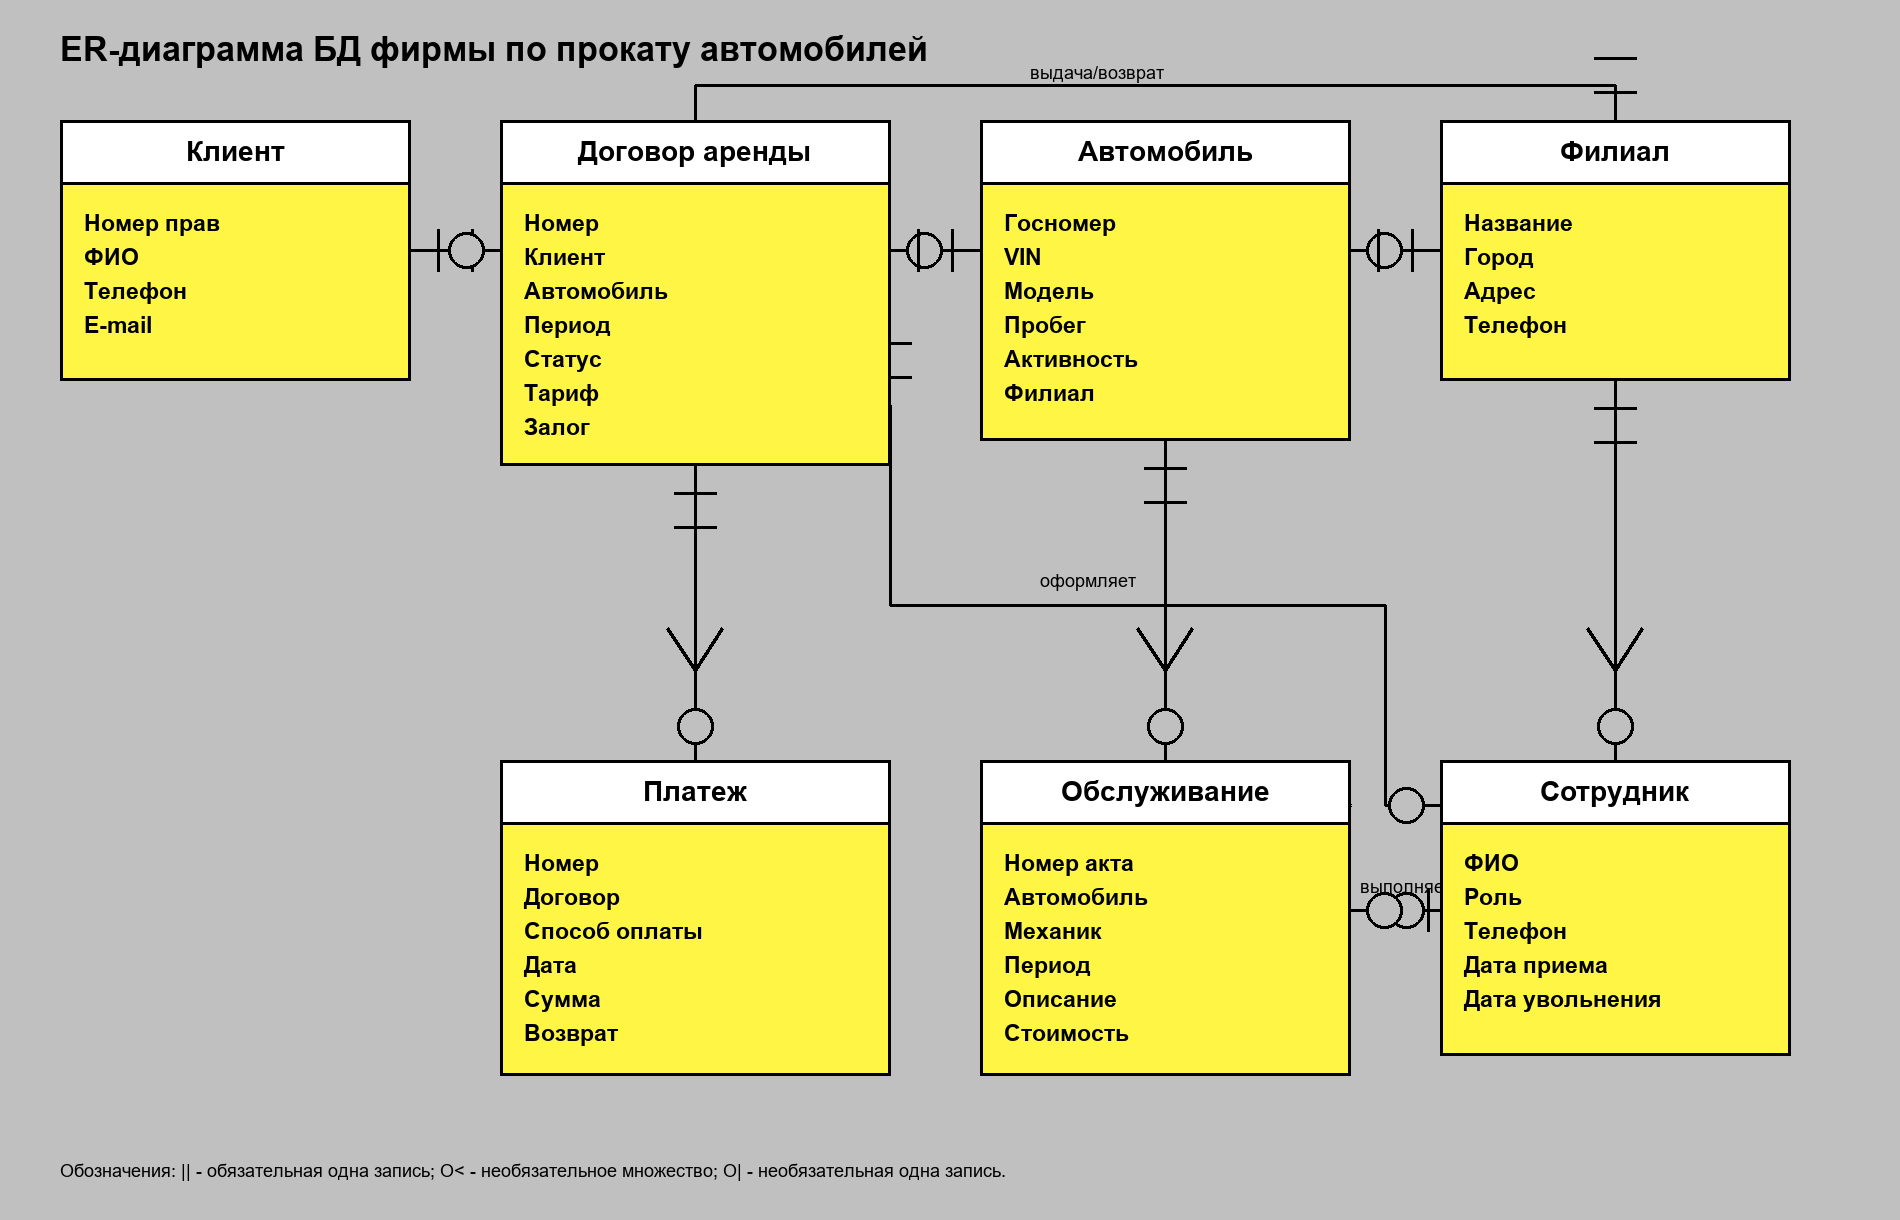 ER-диаграмма БД фирмы по прокату автомобилей
выдача/возврат
Клиент
Номер прав
ФИО
Телефон
E-mail
Договор аренды
Номер
Клиент
Автомобиль
Период
Статус
Тариф
Залог
Автомобиль
Госномер
VIN
Модель
Пробег
Активность
Филиал
Филиал
Название
Город
Адрес
Телефон
оформляет
Платеж
Номер
Договор
Способ оплаты
Дата
Сумма
Возврат
Обслуживание
Номер акта
Автомобиль
Механик
Период
Описание
Стоимость
выполняе
Сотрудник
ФИО
Роль
Телефон
Дата приема
Дата увольнения
Обозначения: || - обязательная одна запись; O< - необязательное множество; O| - необязательная одна запись.